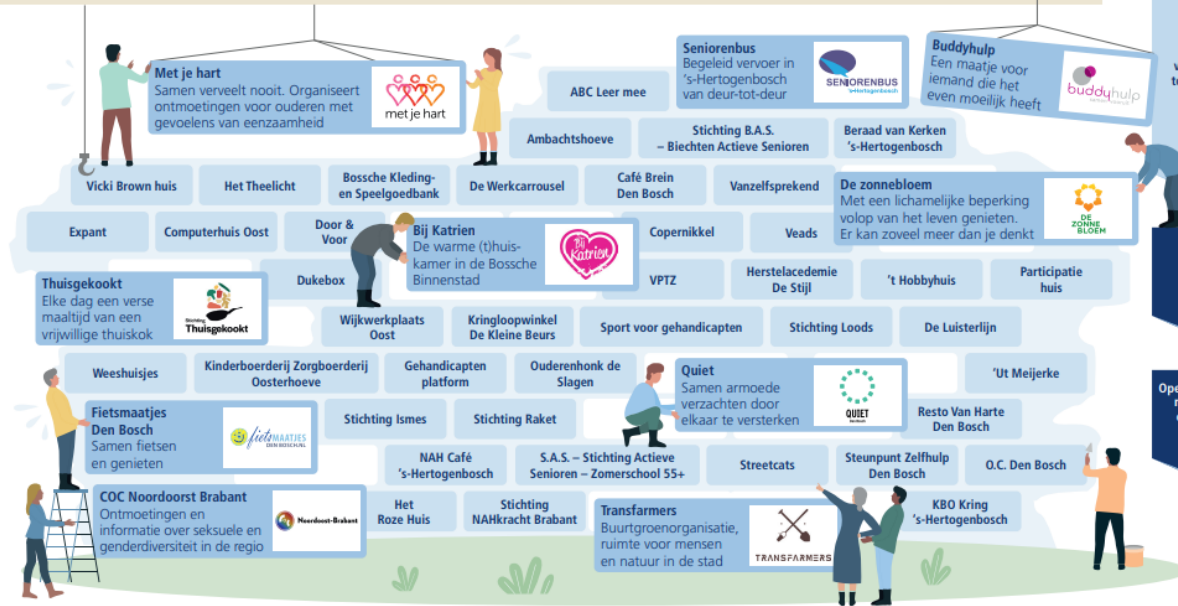 Met je hart
Samen verveelt nooit. Organiseert
ontmoetingen voor ouderen met
gevoelens van eenzaamheid
met je hart
Seniorenbus
Begeleid vervoer in
's-Hertogenbosch
van deur-tot-deur
SENIORENBUS
's-Hertogenbosch
Buddyhulp
Een maatje voor
iemand die het
even moeilijk heeft
buddyhulp
ABC Leer mee
Ambachtshoeve
Stichting B.A.S.
– Biechten Actieve Senioren
Beraad van Kerken
's-Hertogenbosch
Vicki Brown huis
Het Theelicht
Bossche Kleding-
en Speelgoedbank
De Werkcarrousel
Café Brein
Den Bosch
Vanzelfsprekend
De zonnebloem
Met een lichamelijke beperking
volop van het leven genieten.
Er kan zoveel meer dan je denkt
DE
ZONNE
BLOEM
Expant
Computerhuis Oost
Door &
Voor
Bij Katrien
De warme (t)huis-
kamer in de Bossche
Binnenstad
Bij
Katrien
Copernikkel
Veads
Thuisgekookt
Elke dag een verse
maaltijd van een
vrijwillige thuiskok
Stichting
Thuisgekookt
Dukebox
VPTZ
Herstelacedemie
De Stijl
't Hobbyhuis
Participatie
huis
Wijkwerkplaats
Oost
Kringloopwinkel
De Kleine Beurs
Sport voor gehandicapten
Stichting Loods
De Luisterlijn
Weeshuisjes
Kinderboerderij Zorgboerderij
Oosterhoeve
Gehandicapten
platform
Ouderenhonk de
Slagen
Quiet
Samen armoede
verzachten door
elkaar te versterken
QUIET
'Ut Meijerke
Fietsmaatjes
Den Bosch
Samen fietsen
en genieten
fietsMAATJES
DEN BOSCH.NL
Stichting Ismes
Stichting Raket
Resto Van Harte
Den Bosch
NAH Café
's-Hertogenbosch
S.A.S. – Stichting Actieve
Senioren – Zomerschool 55+
Streetcats
Steunpunt Zelfhulp
Den Bosch
O.C. Den Bosch
COC Noordoorst Brabant
Ontmoetingen en
informatie over seksuele en
genderdiversiteit in de regio
Noordoost-Brabant
Het
Roze Huis
Stichting
NAHkracht Brabant
Transfarmers
Buurtgroenorganisatie,
ruimte voor mensen
en natuur in de stad
TRANSFARMERS
KBO Kring
's-Hertogenbosch
Ope